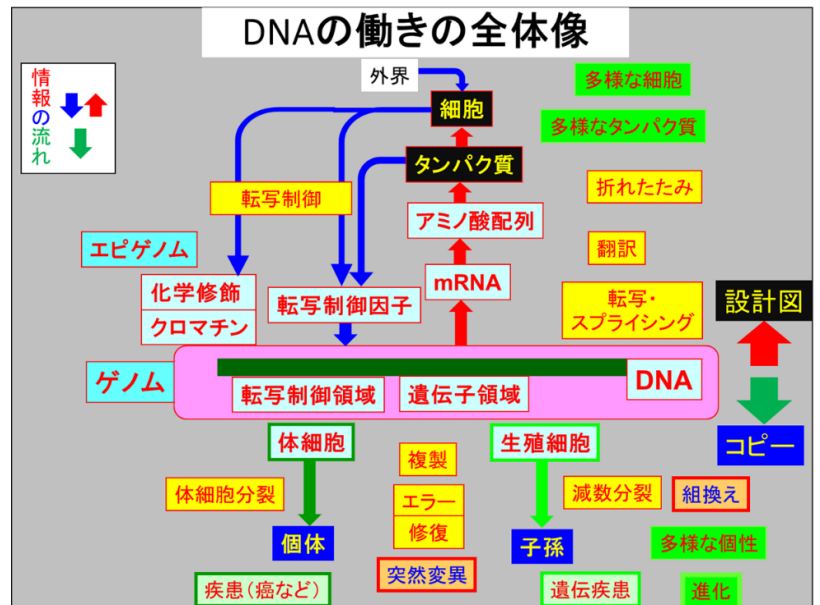 DNAの働きの全体像
情報の流れ
外界
細胞
多様な細胞
多様なタンパク質
タンパク質
転写制御
折れたたみ
アミノ酸配列
エピゲノム
翻訳
化学修飾
クロマチン
転写制御因子
mRNA
転写・
スプライシング
設計図
ゲノム
DNA
転写制御領域
遺伝子領域
コピー
体細胞
生殖細胞
複製
体細胞分裂
エラー
修復
減数分裂
組換え
個体
子孫
多様な個性
突然変異
疾患(癌など)
遺伝疾患
進化